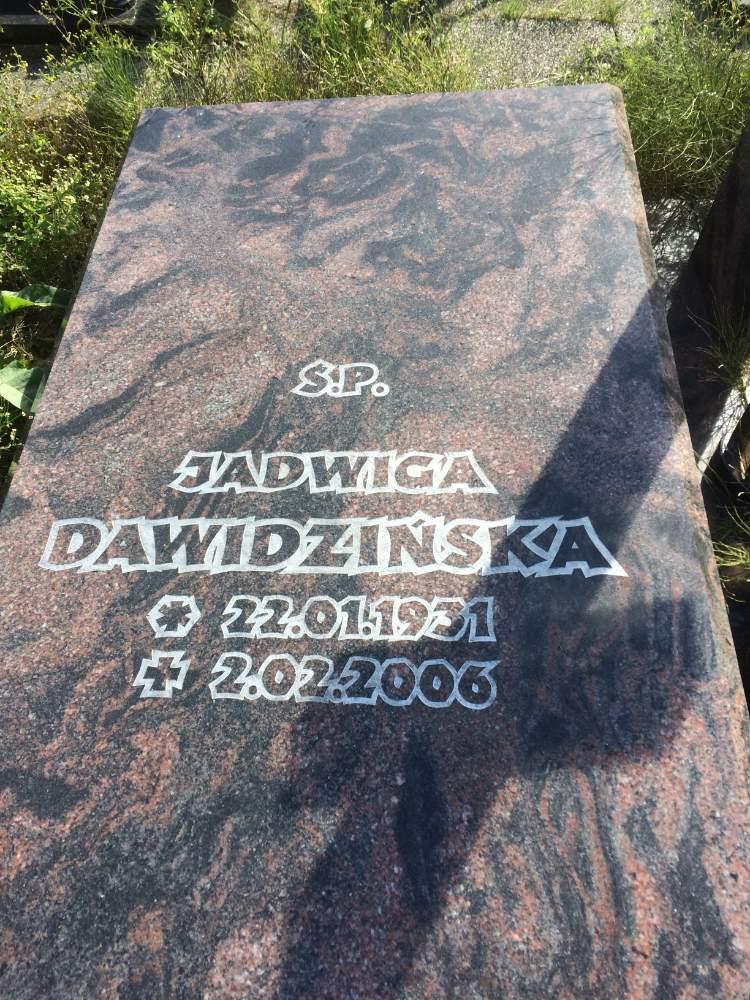 Ś.P.
JADWIGA
DAWIDZIŃSKA
22.01.1931
2.02.2006